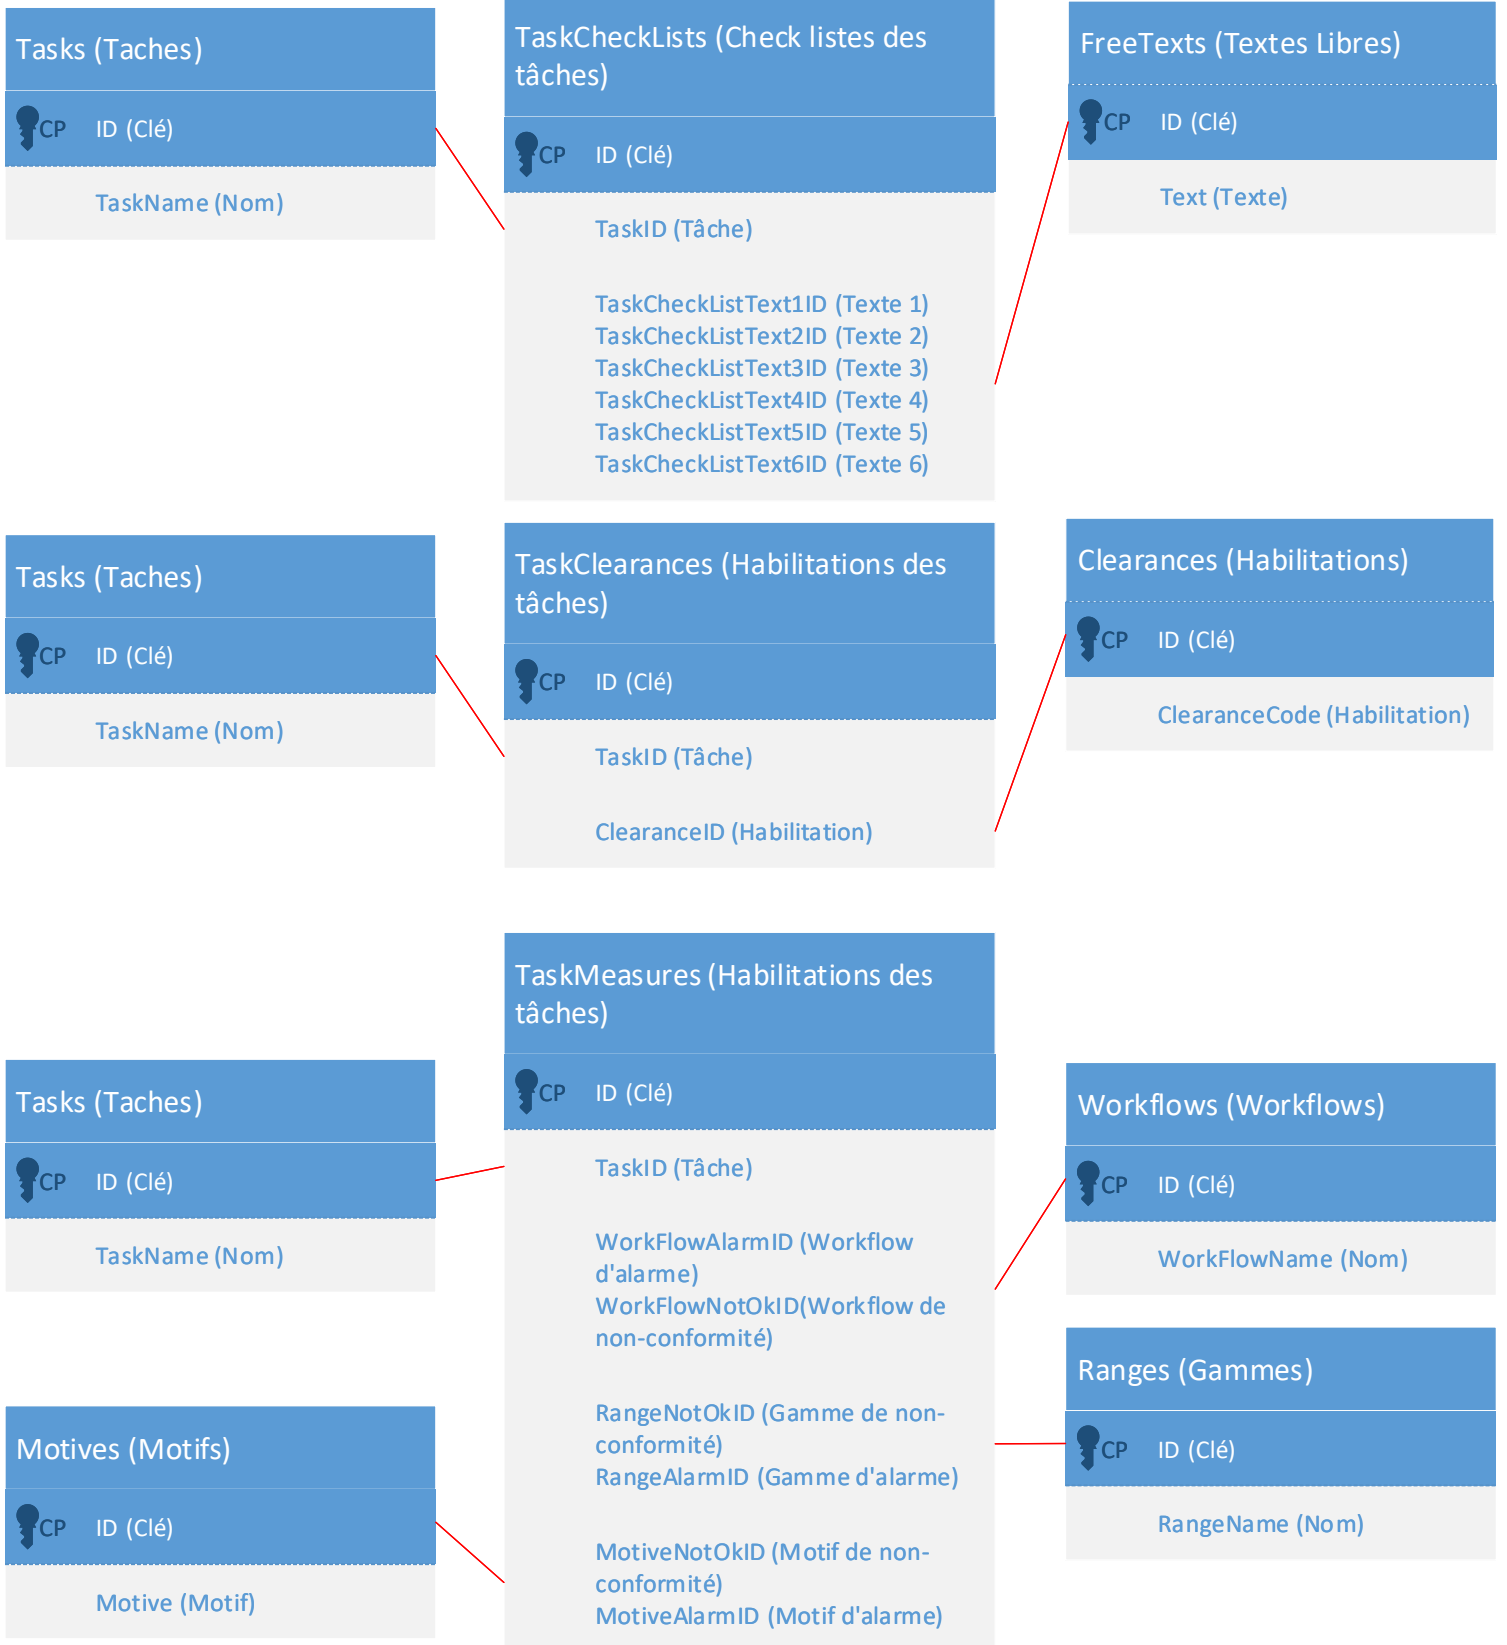 Tasks (Taches)
CP ID (Clé)
TaskName (Nom)
TaskCheckLists (Check listes des
tâches)
CP ID (Clé)
TaskID (Tâche)
TaskCheckListText1ID (Texte 1)
TaskCheckListText2ID (Texte 2)
TaskCheckListText3ID (Texte 3)
TaskCheckListText4ID (Texte 4)
TaskCheckListText5ID (Texte 5)
TaskCheckListText6ID (Texte 6)
FreeTexts (Textes Libres)
CP ID (Clé)
Text (Texte)
Tasks (Taches)
CP ID (Clé)
TaskName (Nom)
TaskClearances (Habilitations des
tâches)
CP ID (Clé)
TaskID (Tâche)
ClearanceID (Habilitation)
Clearances (Habilitations)
CP ID (Clé)
ClearanceCode (Habilitation)
Tasks (Taches)
CP ID (Clé)
TaskName (Nom)
Motives (Motifs)
CP ID (Clé)
Motive (Motif)
TaskMeasures (Habilitations des
tâches)
CP ID (Clé)
TaskID (Tâche)
WorkFlowAlarmID (Workflow
d'alarme)
WorkFlowNotOkID(Workflow de
non-conformité)
RangeNotOkID (Gamme de non-
conformité)
RangeAlarmID (Gamme d'alarme)
MotiveNotOkID (Motif de non-
conformité)
MotiveAlarmID (Motif d'alarme)
Workflows (Workflows)
CP ID (Clé)
WorkFlowName (Nom)
Ranges (Gammes)
CP ID (Clé)
RangeName (Nom)